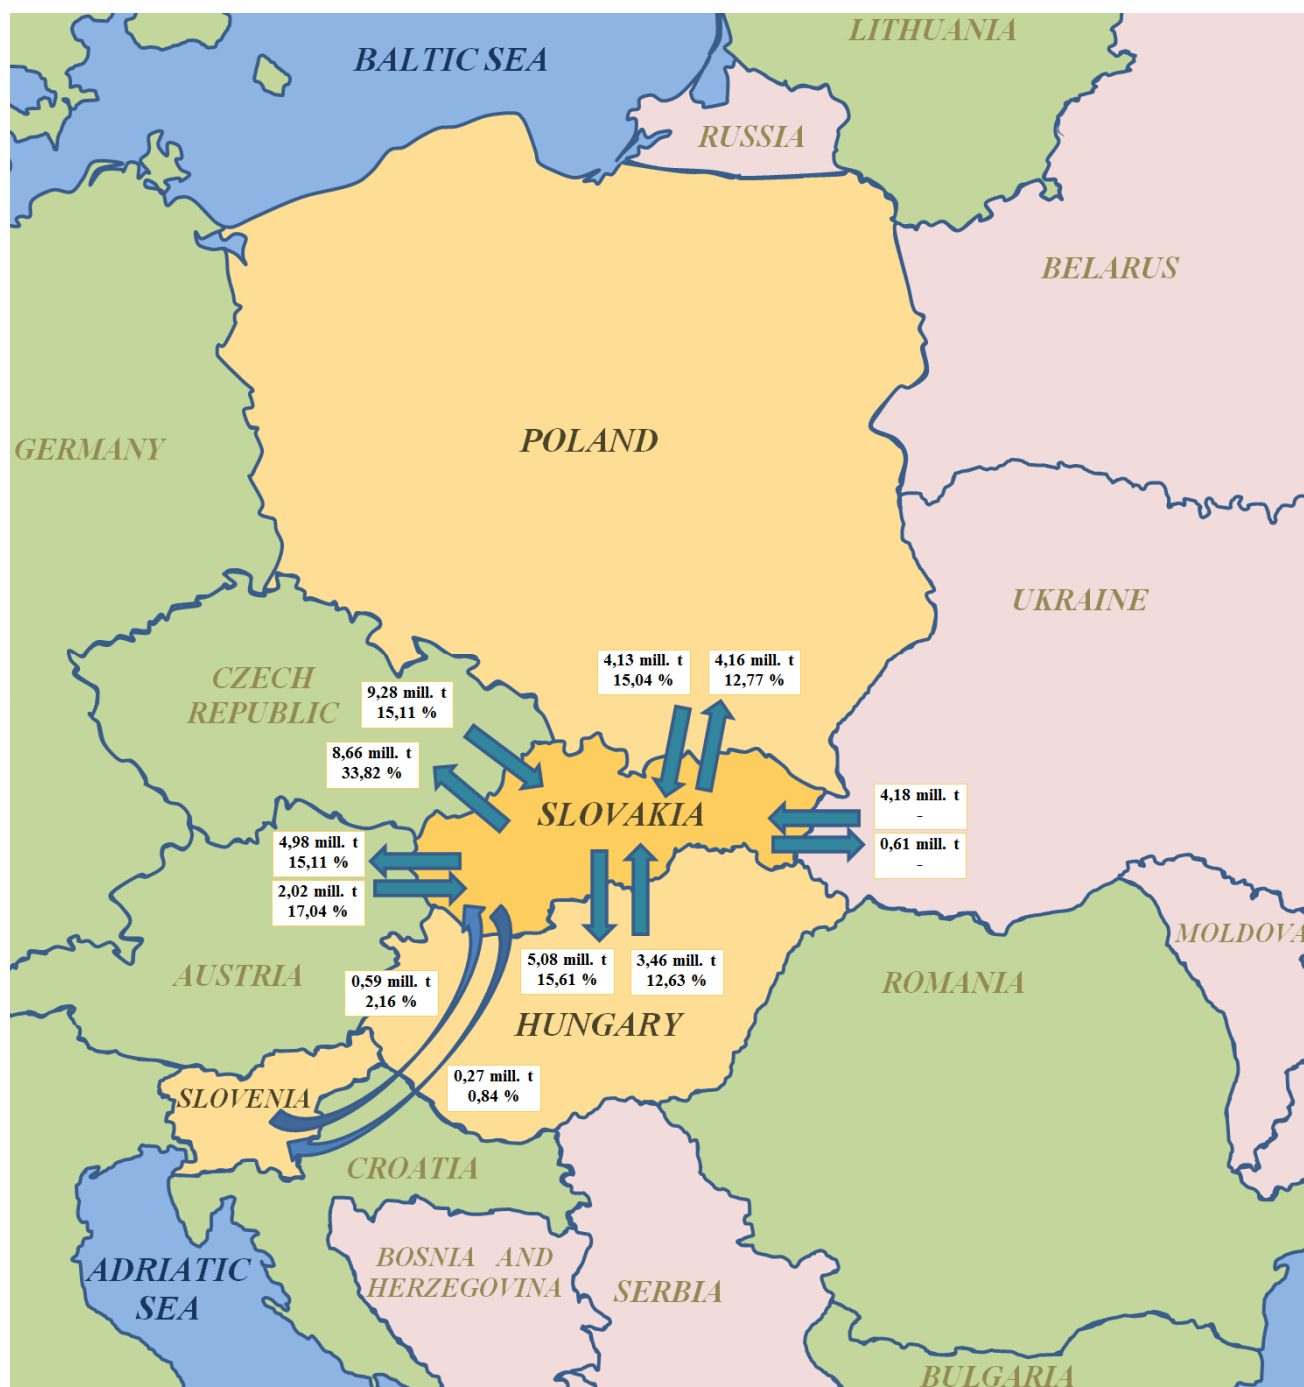 LITHUANIA
BALTIC SEA
RUSSIA
BELARUS
POLAND
GERMANY
UKRAINE
CZECH
REPUBLIC
4,13 mill. t
15,04 %
4,16 mill. t
12,77 %
9,28 mill. t
15,11 %
8,66 mill. t
33,82 %
SLOVAKIA
4,18 mill. t
-
0,61 mill. t
-
4,98 mill. t
15,11 %
2,02 mill. t
17,04 %
MOLDOVA
AUSTRIA
0,59 mill. t
2,16 %
5,08 mill. t
15,61 %
3,46 mill. t
12,63 %
ROMANIA
HUNGARY
SLOVENIA
0,27 mill. t
0,84 %
CROATIA
ADRIATIC
SEA
BOSNIA AND
HERZEGOVINA
SERBIA
BULGARIA